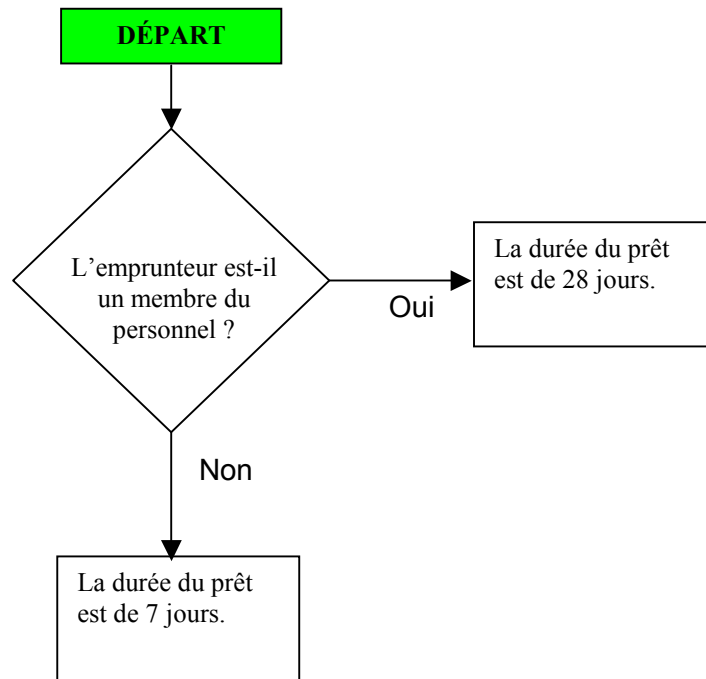 DÉPART
L’emprunteur est-il
un membre du
personnel ?
Oui
La durée du prêt
est de 28 jours.
Non
La durée du prêt
est de 7 jours.